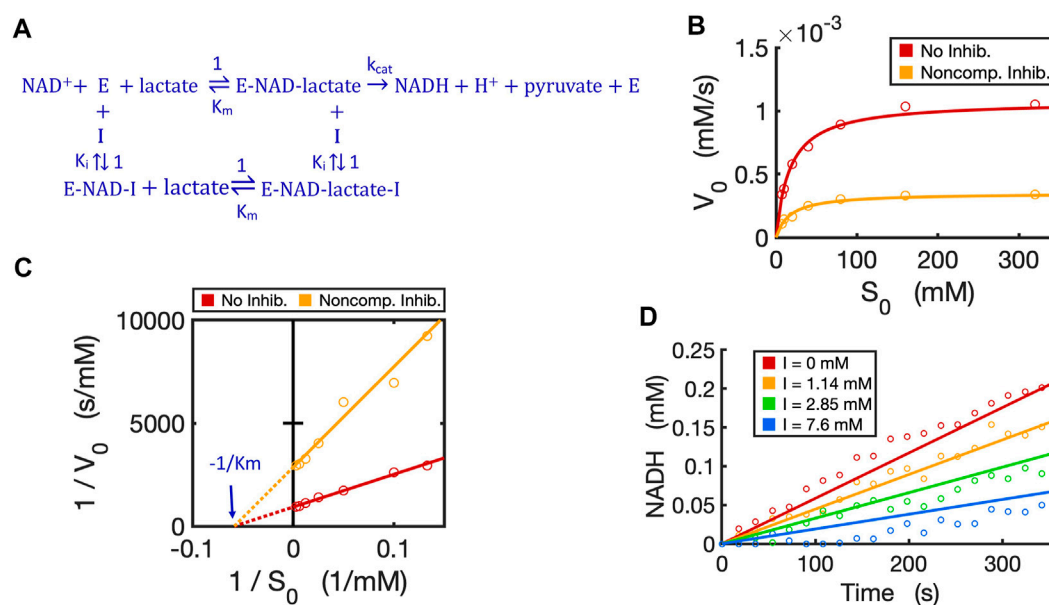 A
NAD⁺+ E + lactate 1 ⇌ Km E-NAD-lactate kcat → NADH + H⁺ + pyruvate + E
+ +
I I
Ki ⇅ 1 Ki ⇅ 1
E-NAD-I + lactate 1 ⇌ Km E-NAD-lactate-I
B
×10⁻³
1.5
1
0.5
0
V₀ (mM/s)
No Inhib.
Noncomp. Inhib.
0 100 200 300
S₀ (mM)
C
No Inhib. Noncomp. Inhib.
10000
5000
0
1 / V₀ (s/mM)
-1/Km
-0.1 0 0.1
1 / S₀ (1/mM)
D
0.25
0.2
0.15
0.1
0.05
0
NADH (mM)
I = 0 mM
I = 1.14 mM
I = 2.85 mM
I = 7.6 mM
0 100 200 300
Time (s)